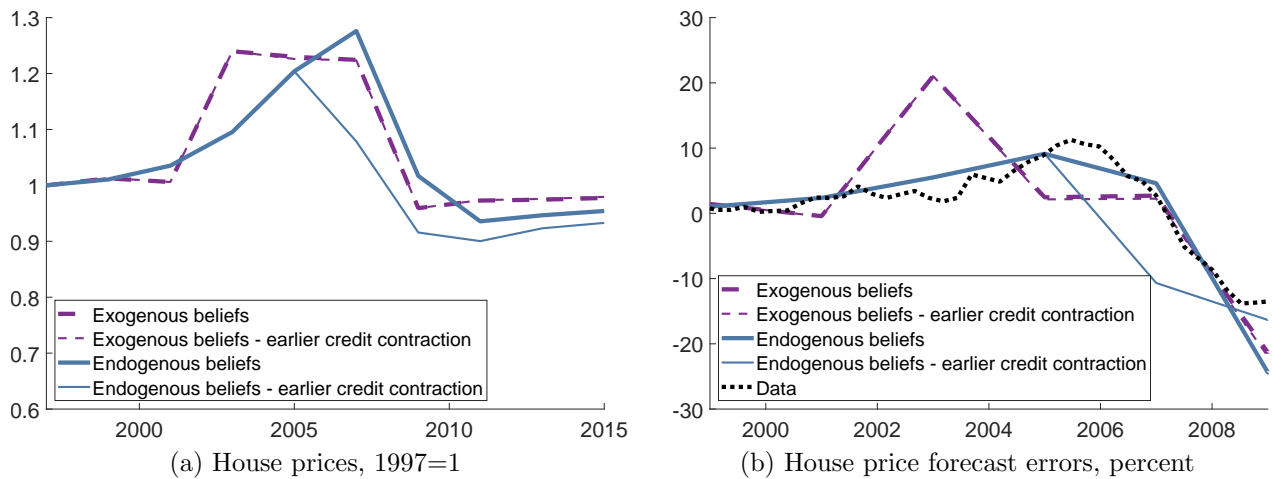 1.3
1.2
1.1
1
0.9
0.8
0.7
0.6
Exogenous beliefs
Exogenous beliefs - earlier credit contraction
Endogenous beliefs
Endogenous beliefs - earlier credit contraction
2000 2005 2010 2015
(a) House prices, 1997=1
30
20
10
0
-10
-20
-30
Exogenous beliefs
Exogenous beliefs - earlier credit contraction
Endogenous beliefs
Endogenous beliefs - earlier credit contraction
Data
2000 2002 2004 2006 2008
(b) House price forecast errors, percent